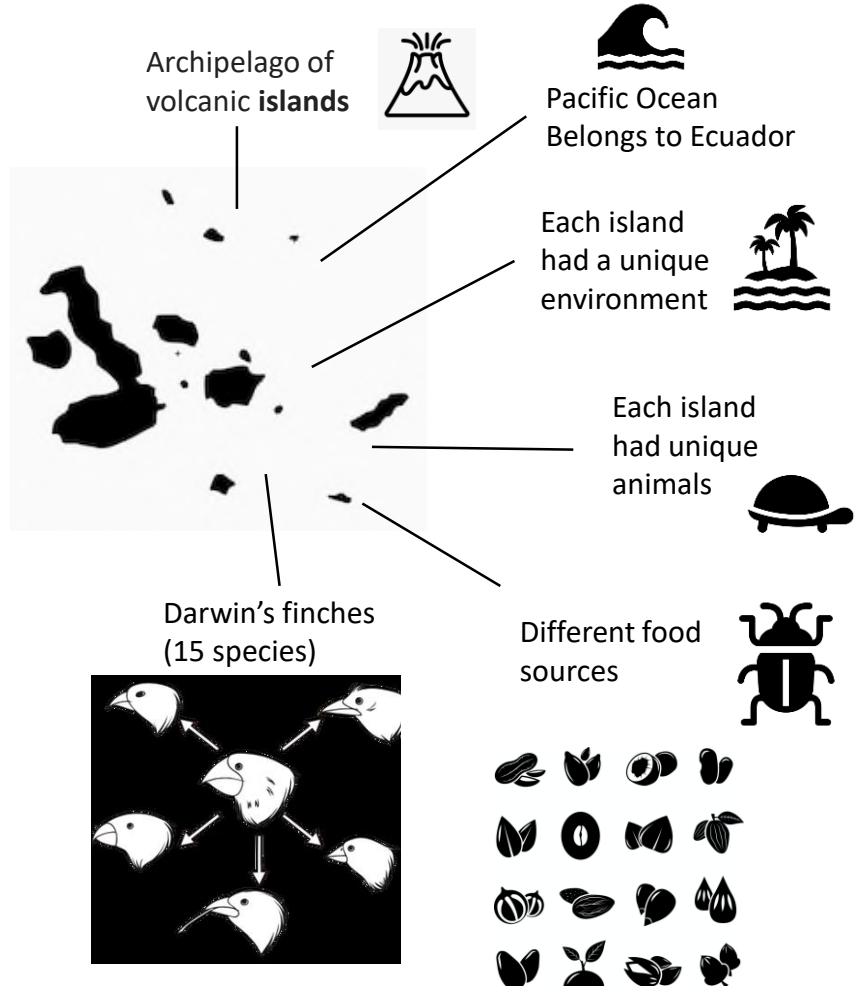 Archipelago of
volcanic islands
Pacific Ocean
Belongs to Ecuador
Each island
had a unique
environment
Each island
had unique
animals
Darwin’s finches
(15 species)
Different food
sources